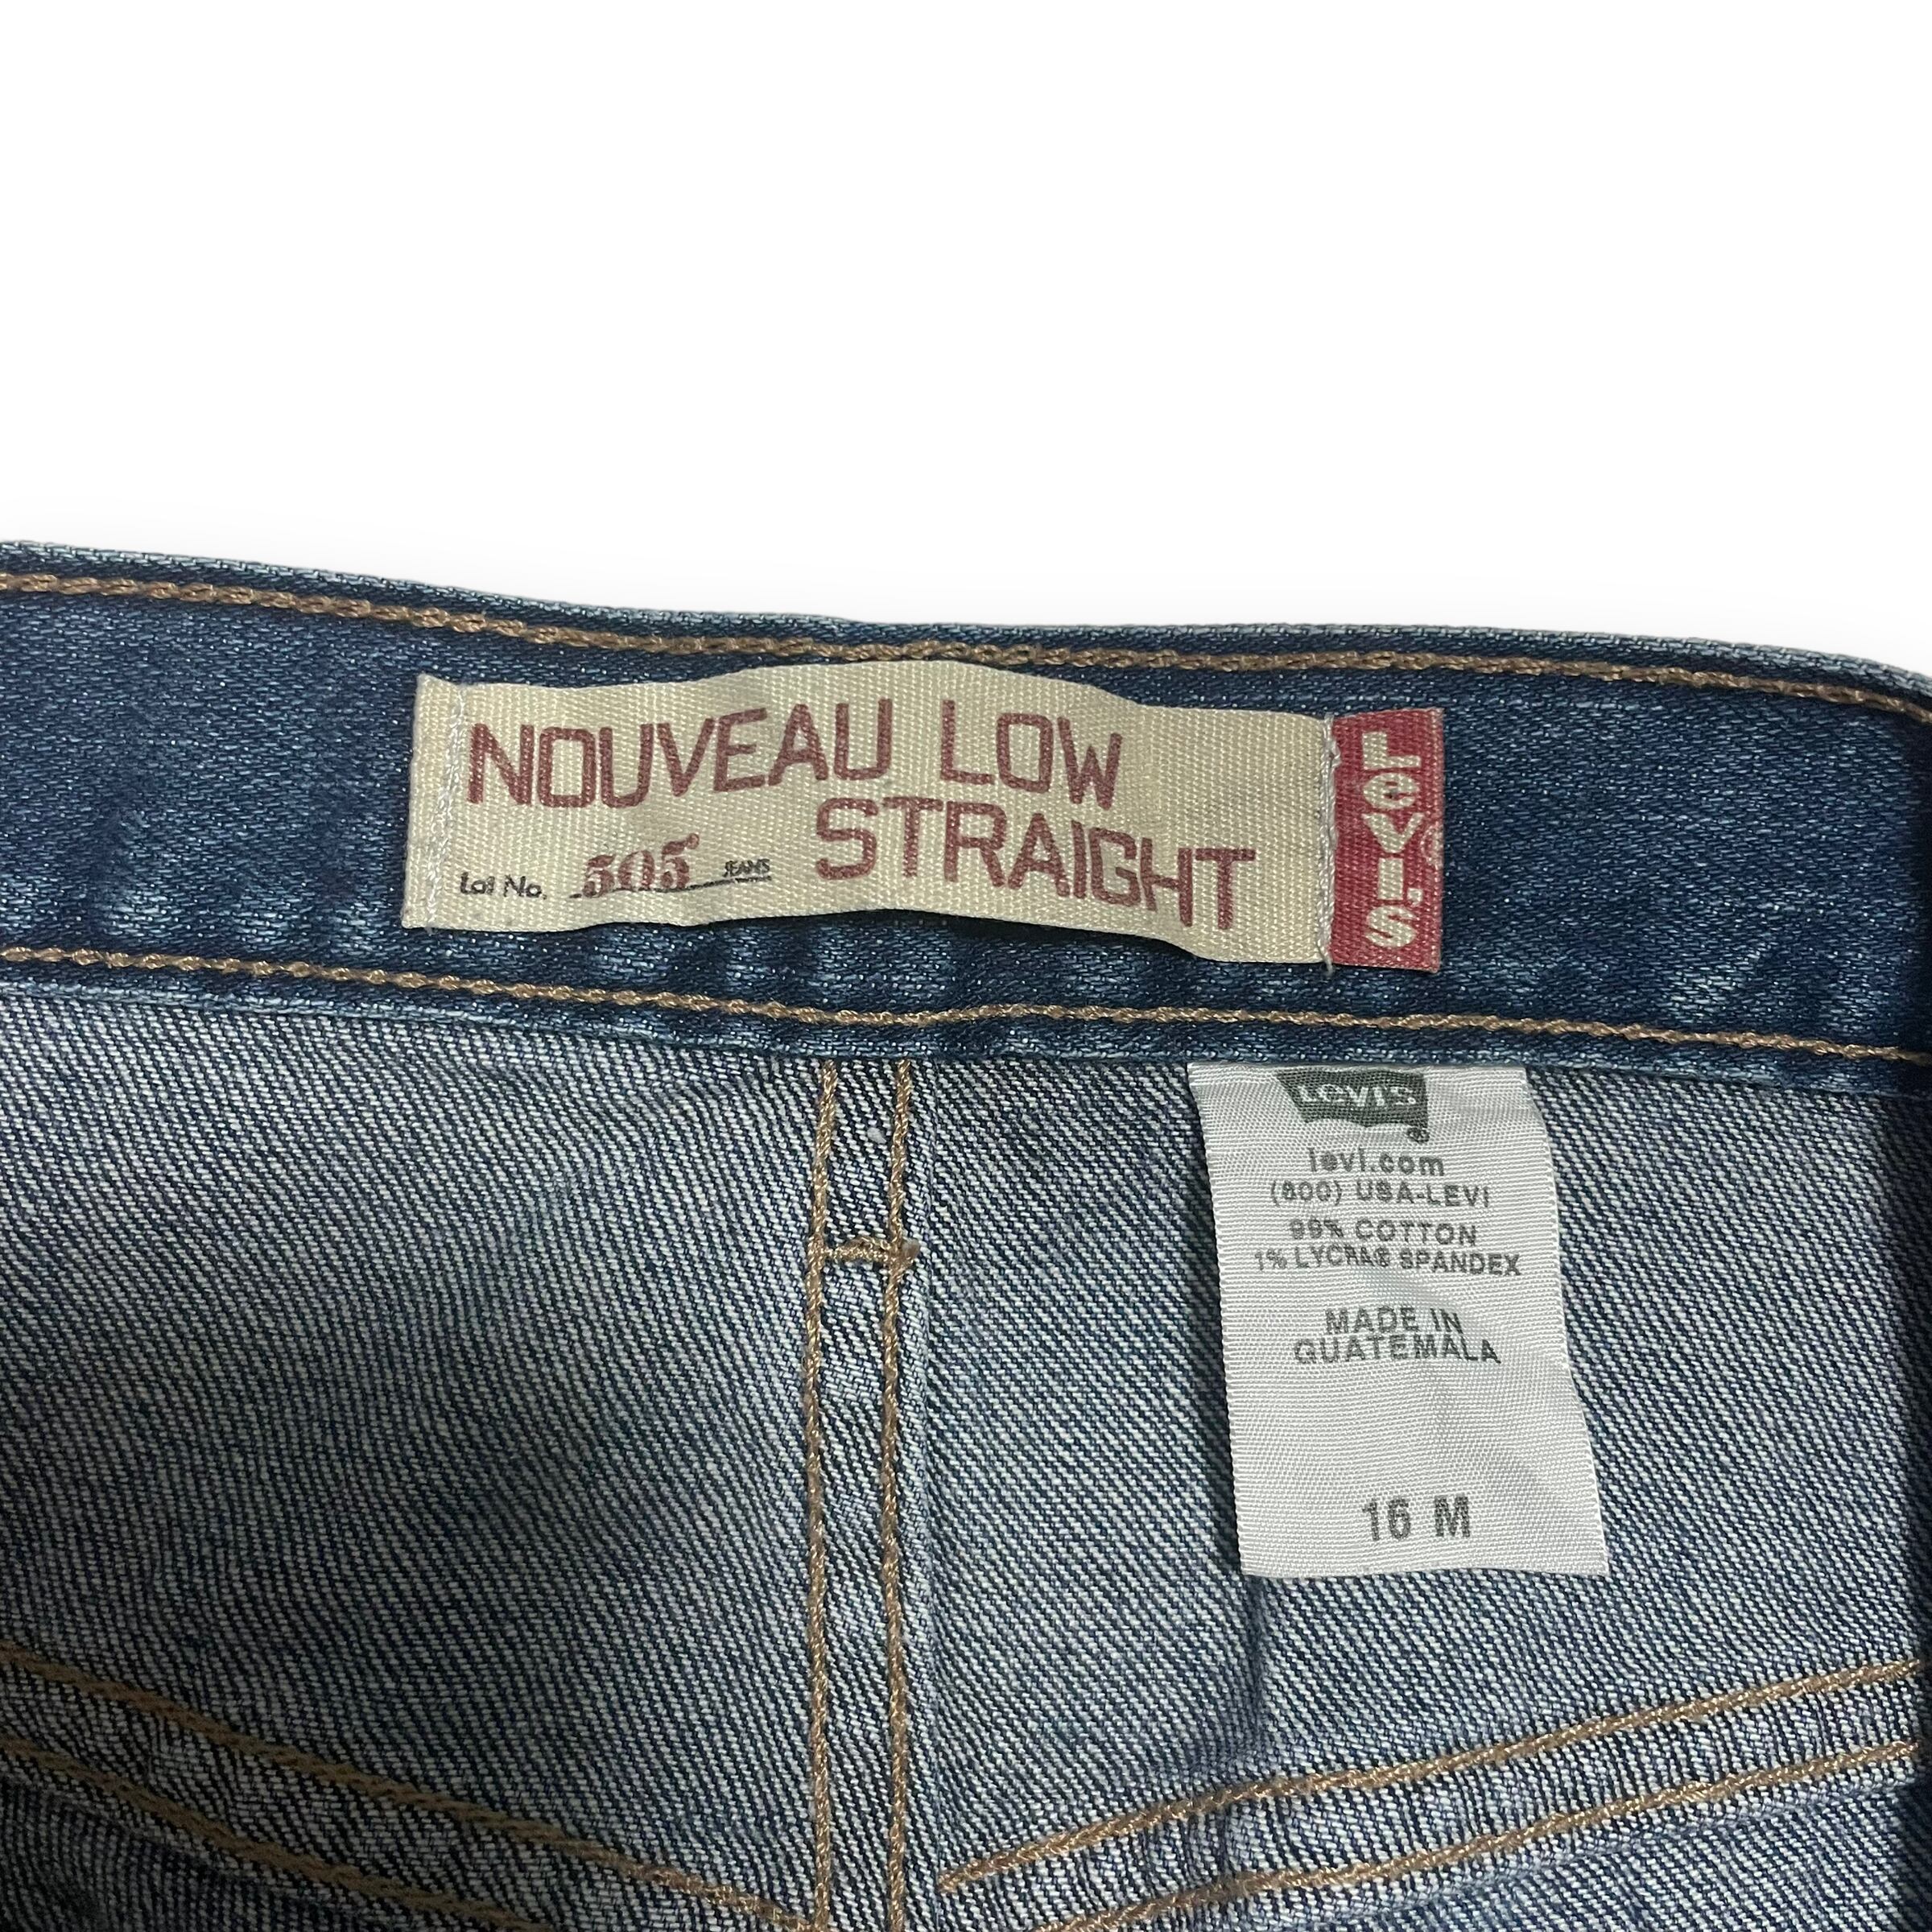 NOUVEAU LOW
STRAIGHT
Lot No. 505 JEANS
LEVI'S
LEVI'S
levi.com
(800) USA-LEVI
99% COTTON
1% LYCRA® SPANDEX
MADE IN
GUATEMALA
16 M